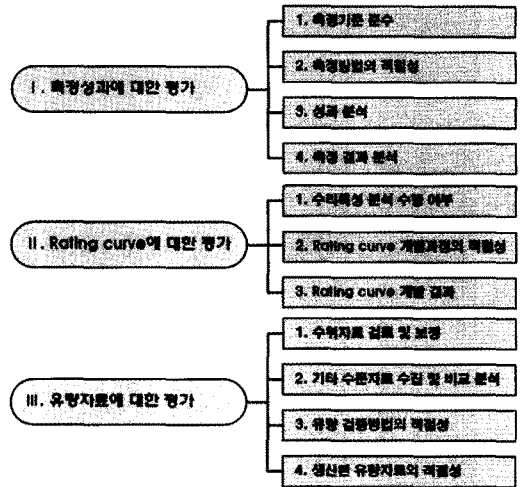 I. 측정성과에 대한 평가
1. 측정기준 준수
2. 측정방법의 적절성
3. 성과 분석
4. 측정 결과 분석
II. Rating curve에 대한 평가
1. 수리특성 분석 수행 여부
2. Rating curve 개발과정의 적절성
3. Rating curve 개발 결과
III. 유량자료에 대한 평가
1. 수위자료 검토 및 보정
2. 기타 수문자료 수집 및 비교 분석
3. 유량 검증방법의 적절성
4. 생산된 유량자료의 적절성